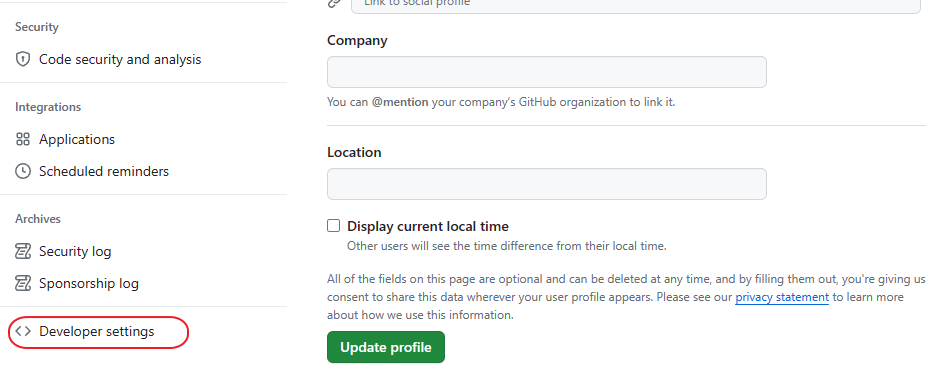 Security
Code security and analysis
Integrations
Applications
Scheduled reminders
Archives
Security log
Sponsorship log
Developer settings
Link to social profile
Company
You can @mention your company's GitHub organization to link it.
Location
Display current local time
Other users will see the time difference from their local time.
All of the fields on this page are optional and can be deleted at any time, and by filling them out, you're giving us
consent to share this data wherever your user profile appears. Please see our privacy statement to learn more
about how we use this information.
Update profile